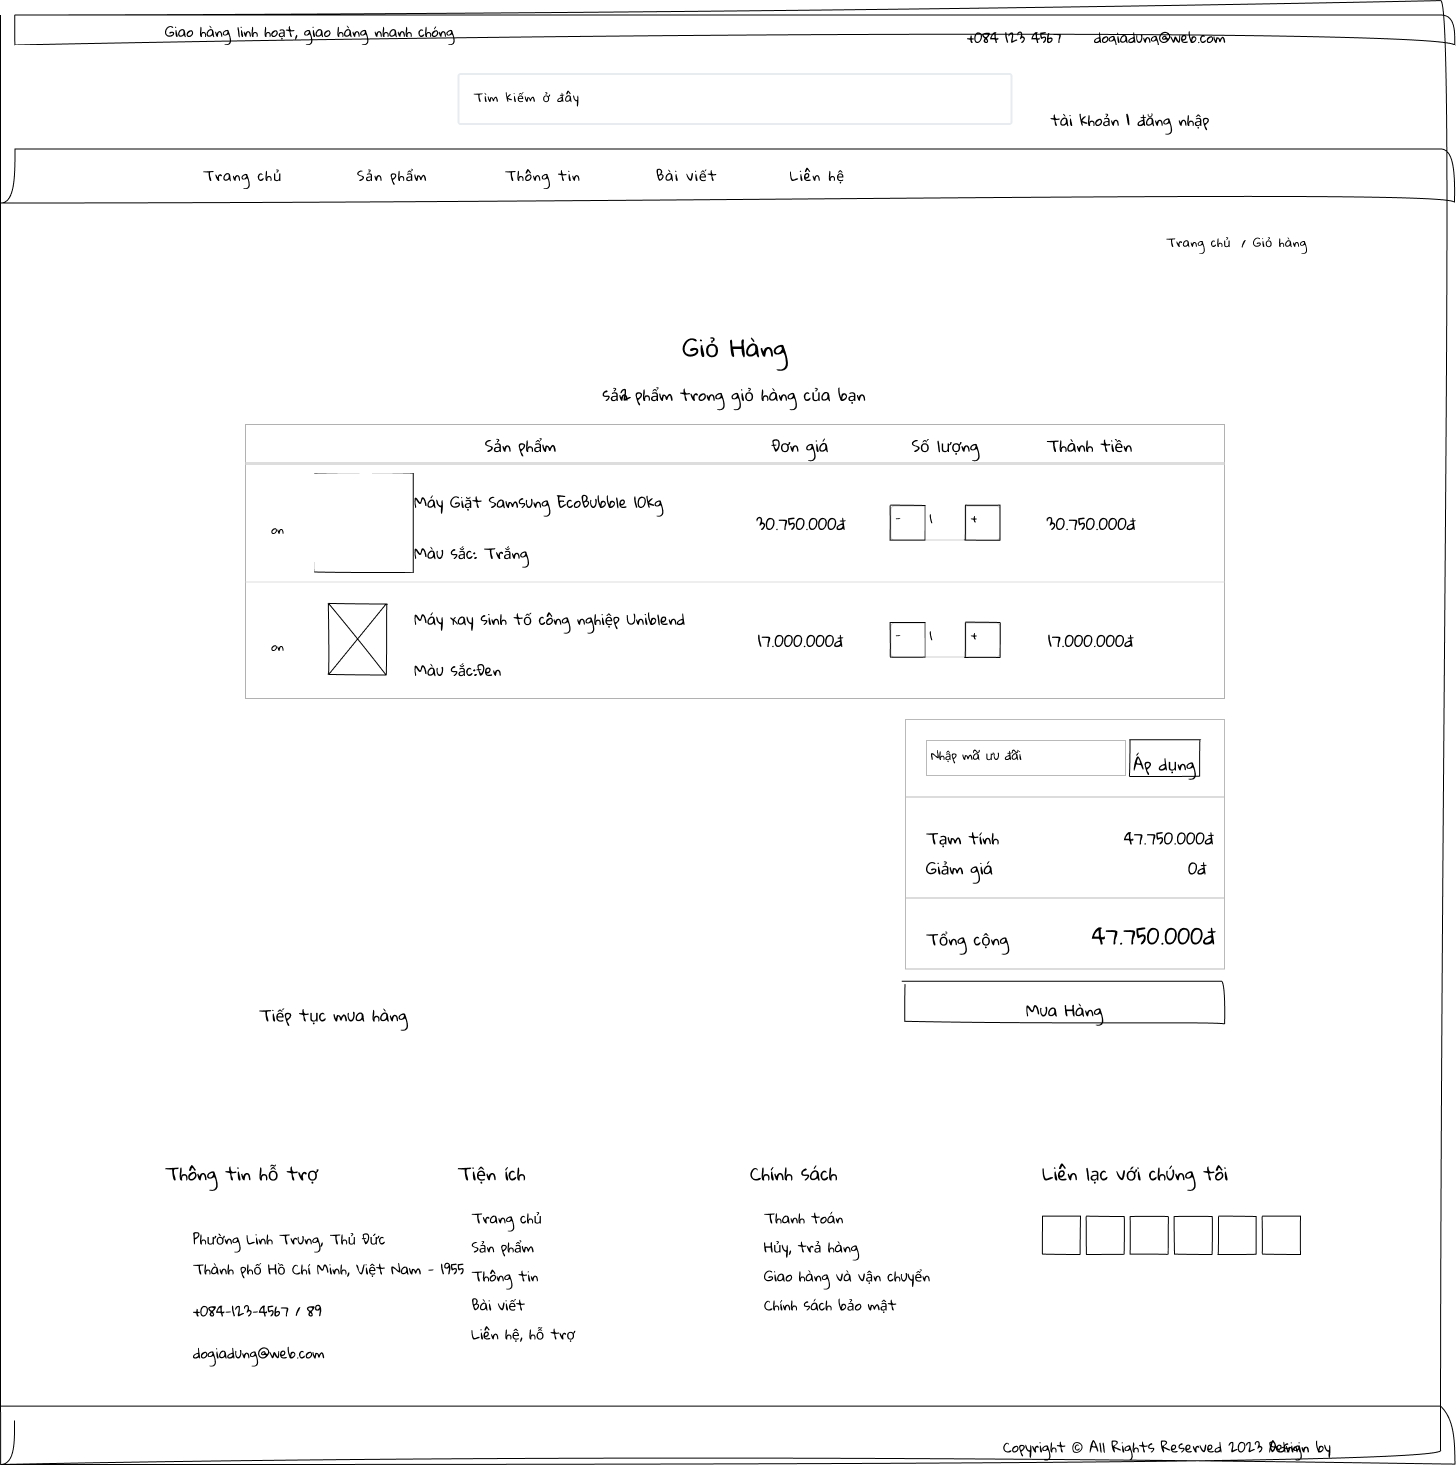 Giao hàng linh hoạt, giao hàng nhanh chóng
+084 123 4567 dogiadung@web.com
Tìm kiếm ở đây
tài khoản | đăng nhập
Trang chủ Sản phẩm Thông tin Bài viết Liên hệ
Trang chủ / Giỏ hàng
Giỏ Hàng
sản phẩm trong giỏ hàng của bạn
Sản phẩm Đơn giá Số lượng Thành tiền
Máy Giặt Samsung EcoBubble 10kg
on 30.750.000đ - 1 + 30.750.000đ
Màu sắc: Trắng
Máy xay sinh tố công nghiệp Uniblend
on 17.000.000đ - 1 + 17.000.000đ
Màu sắc:Đen
Nhập mã ưu đãi Áp dụng
Tạm tính 47.750.000đ
Giảm giá 0đ
Tổng cộng 47.750.000đ
Tiếp tục mua hàng Mua Hàng
Thông tin hỗ trợ
Phường Linh Trung, Thủ Đức
Thành phố Hồ Chí Minh, Việt Nam - 1955
+084-123-4567 / 89
dogiadung@web.com
Tiện ích
Trang chủ
Sản phẩm
Thông tin
Bài viết
Liên hệ, hỗ trợ
Chính sách
Thanh toán
Hủy, trả hàng
Giao hàng và vận chuyển
Chính sách bảo mật
Liên lạc với chúng tôi
Copyright © All Rights Reserved 2023 Design by